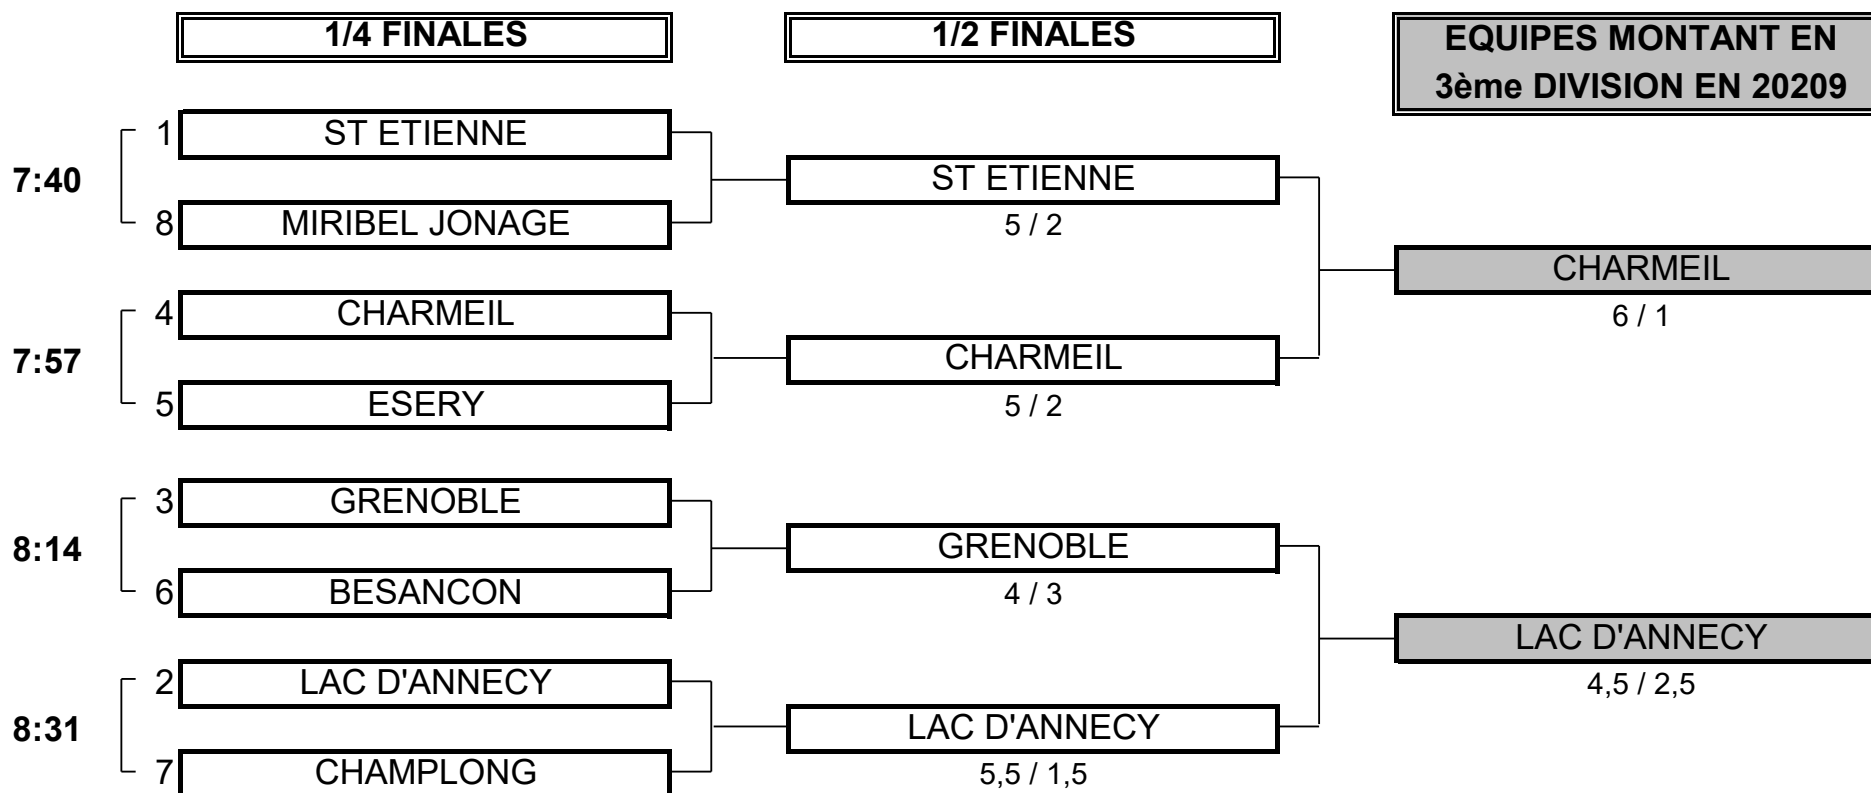 1/4 FINALES
1/2 FINALES
EQUIPES MONTANT EN
3ème DIVISION EN 20209
7:40
1 ST ETIENNE
8 MIRIBEL JONAGE
ST ETIENNE
5 / 2
7:57
4 CHARMEIL
5 ESERY
CHARMEIL
5 / 2
CHARMEIL
6 / 1
8:14
3 GRENOBLE
6 BESANCON
GRENOBLE
4 / 3
8:31
2 LAC D'ANNECY
7 CHAMPLONG
LAC D'ANNECY
5,5 / 1,5
LAC D'ANNECY
4,5 / 2,5